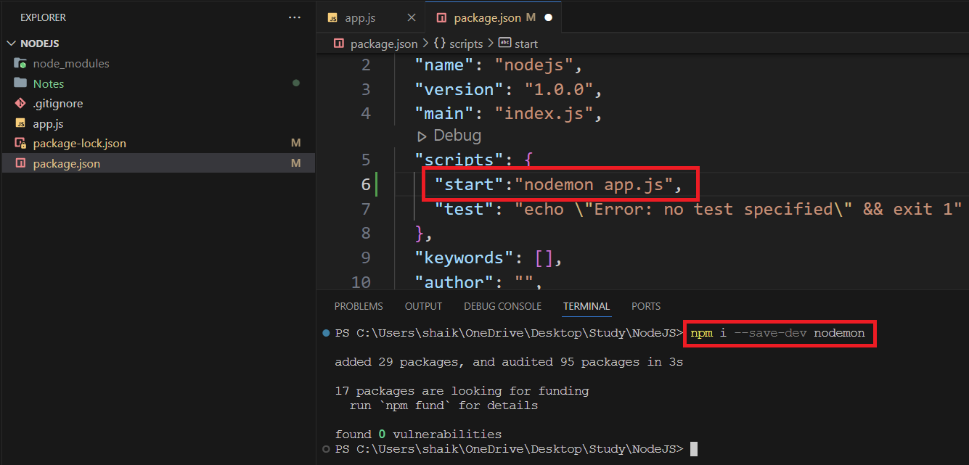 EXPLORER ...
NODEJS
node_modules
Notes
.gitignore
JS app.js
package-lock.json M
package.json M
JS app.js × package.json M
package.json > {} scripts > abc start
2 "name": "nodejs",
3 "version": "1.0.0",
4 "main": "index.js",
Debug
5 "scripts": {
6 "start":"nodemon app.js",
7 "test": "echo \"Error: no test specified\" && exit 1"
8 },
9 "keywords": [],
10 "author": "",
PROBLEMS OUTPUT DEBUG CONSOLE TERMINAL PORTS
PS C:\Users\shaik\OneDrive\Desktop\Study\NodeJS> npm i --save-dev nodemon
added 29 packages, and audited 95 packages in 3s
17 packages are looking for funding
run `npm fund` for details
found 0 vulnerabilities
PS C:\Users\shaik\OneDrive\Desktop\Study\NodeJS>